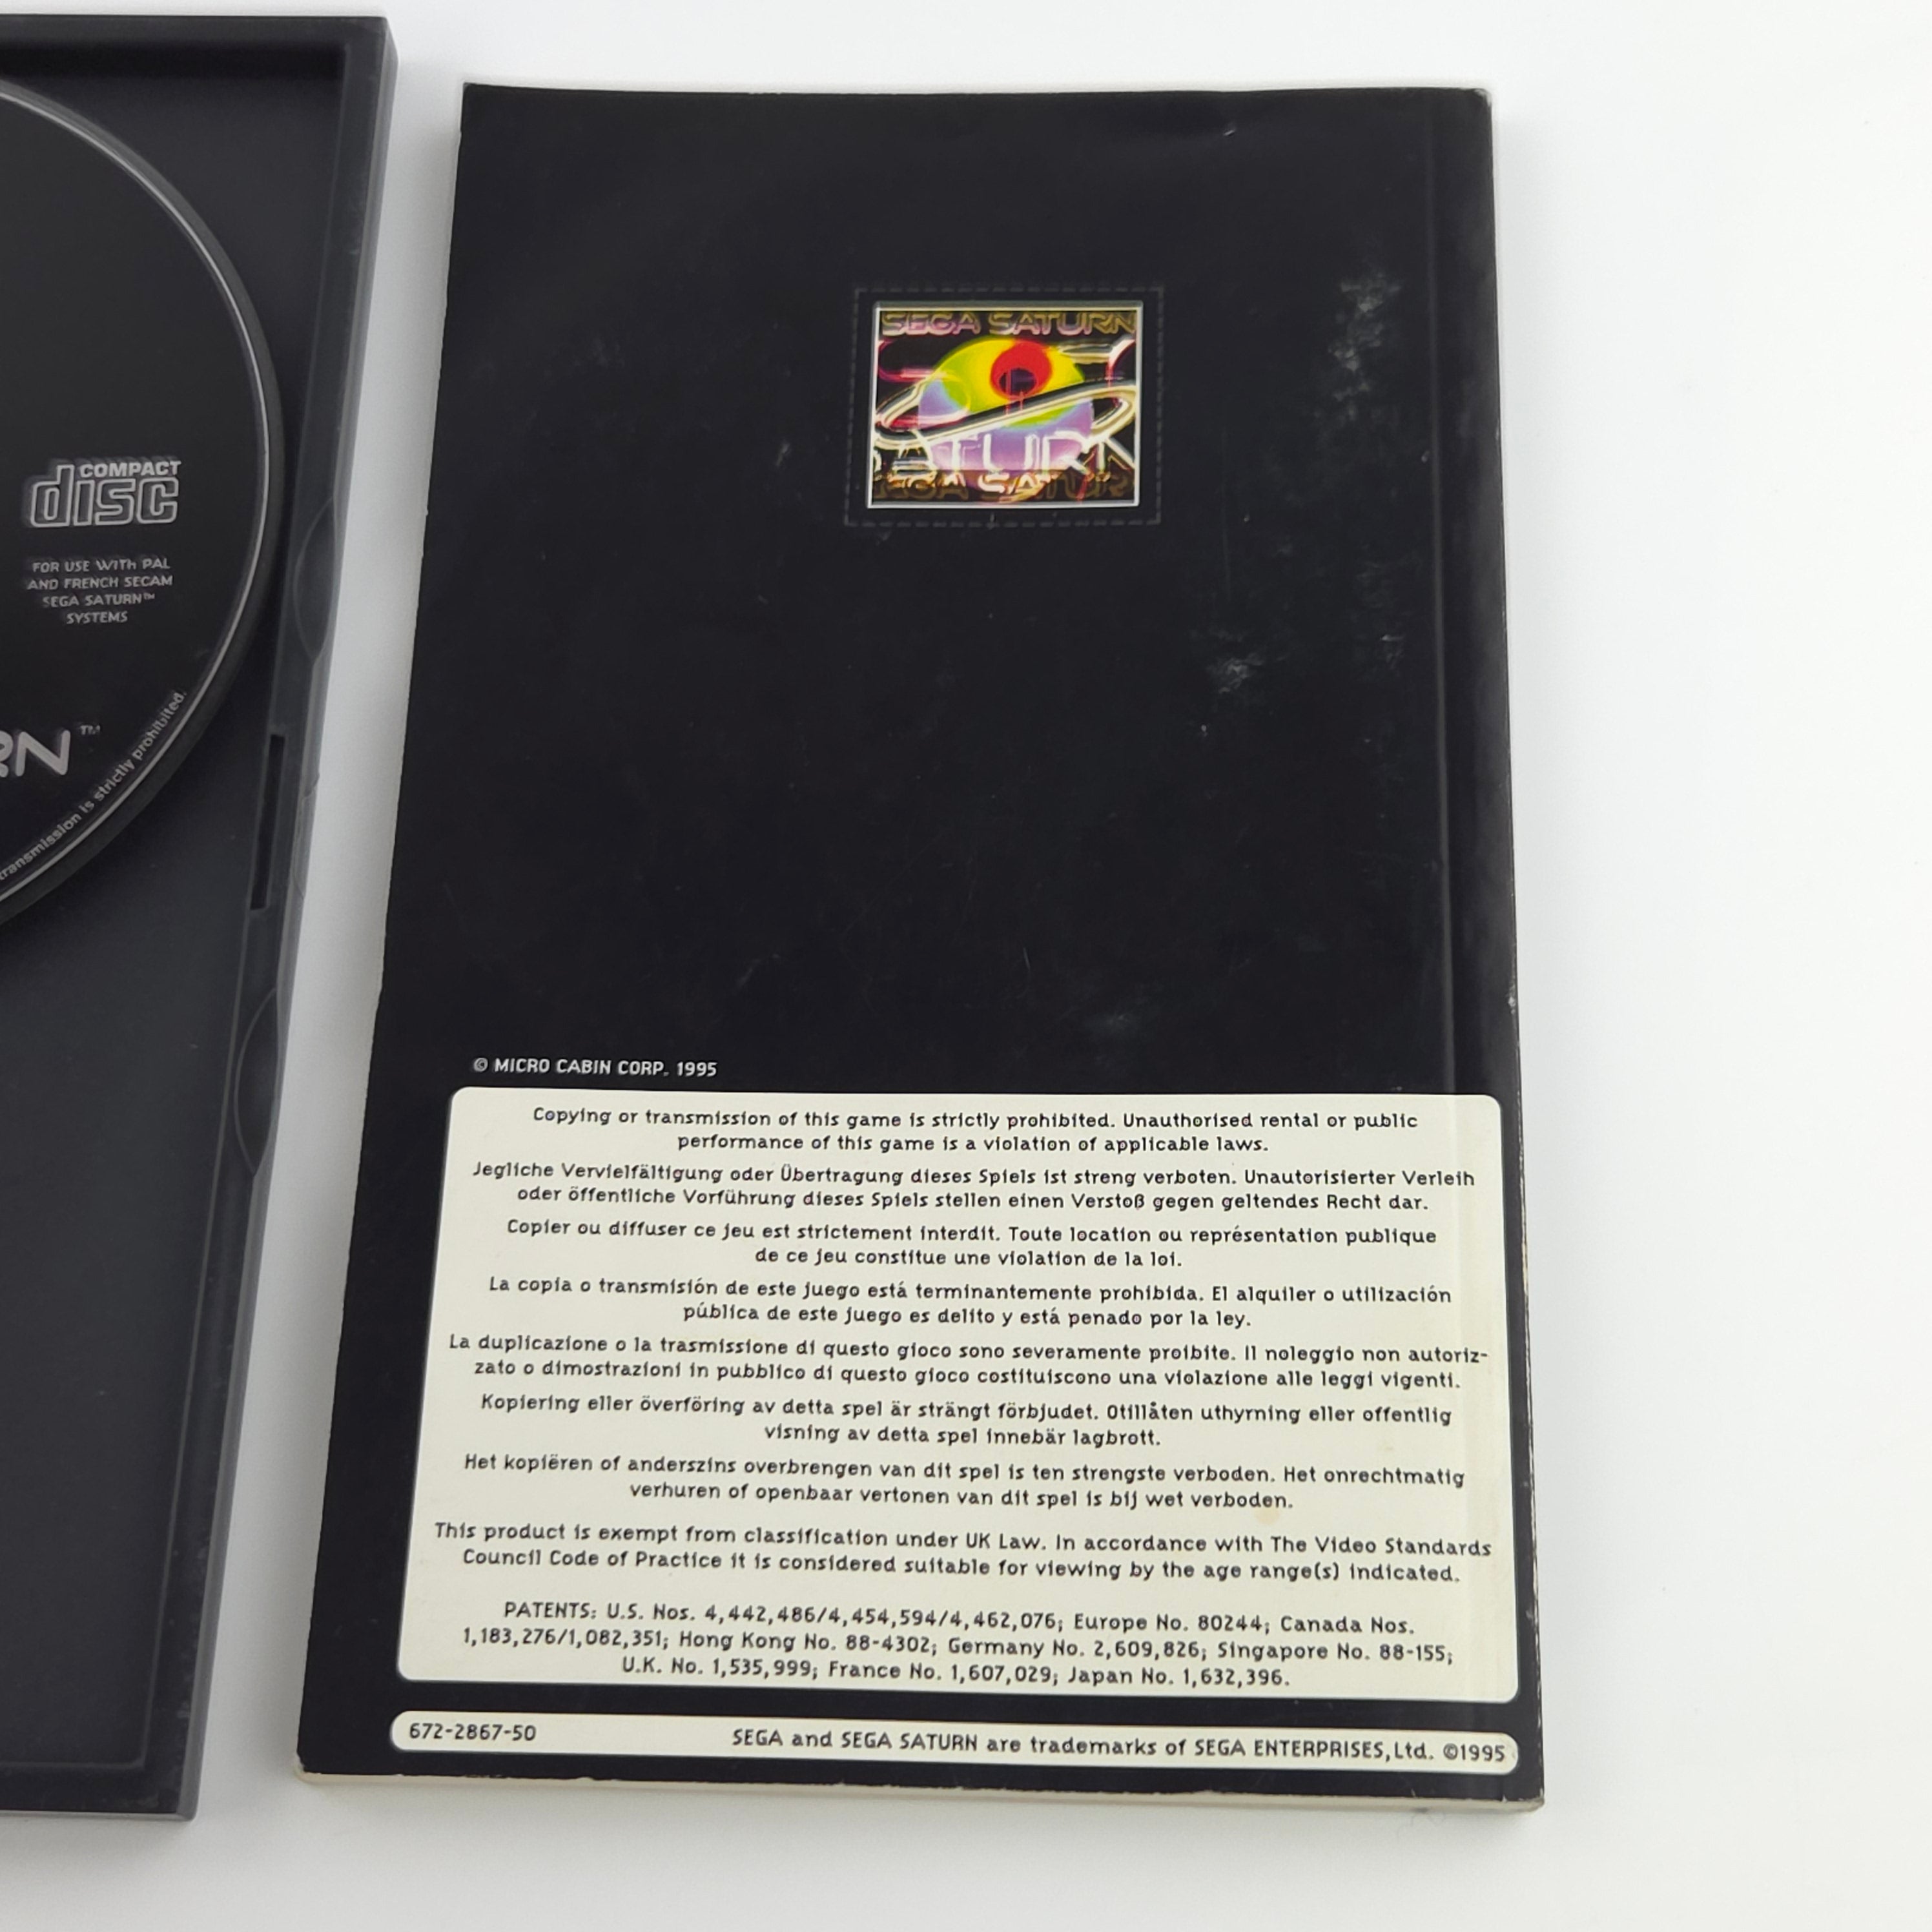 COMPACT
disc
FOR USE WITH PAL
AND FRENCH SECAM
SEGA SATURN™
SYSTEMS
RN™
transmission is strictly prohibited.
SEGA SATURN
ATURN
EGA SATUR
© MICRO CABIN CORP. 1995
Copying or transmission of this game is strictly prohibited. Unauthorised rental or public
performance of this game is a violation of applicable laws.
Jegliche Vervielfältigung oder Übertragung dieses Spiels ist streng verboten. Unautorisierter Verleih
oder öffentliche Vorführung dieses Spiels stellen einen Verstoß gegen geltendes Recht dar.
Copier ou diffuser ce jeu est strictement interdit. Toute location ou représentation publique
de ce jeu constitue une violation de la loi.
La copia o transmisión de este juego está terminantemente prohibida. El alquiler o utilización
pública de este juego es delito y está penado por la ley.
La duplicazione o la trasmissione di questo gioco sono severamente proibite. Il noleggio non autoriz-
zato o dimostrazioni in pubblico di questo gioco costituiscono una violazione alle leggi vigenti.
Kopiering eller överföring av detta spel är strängt förbjudet. Otillåten uthyrning eller offentlig
visning av detta spel innebär lagbrott.
Het kopiëren of anderszins overbrengen van dit spel is ten strengste verboden. Het onrechtmatig
verhuren of openbaar vertonen van dit spel is bij wet verboden.
This product is exempt from classification under UK Law. In accordance with The Video Standards
Council Code of Practice it is considered suitable for viewing by the age range(s) indicated.
PATENTS: U.S. Nos. 4,442,486/4,454,594/4,462,076; Europe No. 80244; Canada Nos.
1,183,276/1,082,351; Hong Kong No. 88-4302; Germany No. 2,609,826; Singapore No. 88-155;
U.K. No. 1,535,999; France No. 1,607,029; Japan No. 1,632,396.
672-2867-50 SEGA and SEGA SATURN are trademarks of SEGA ENTERPRISES, Ltd. ©1995